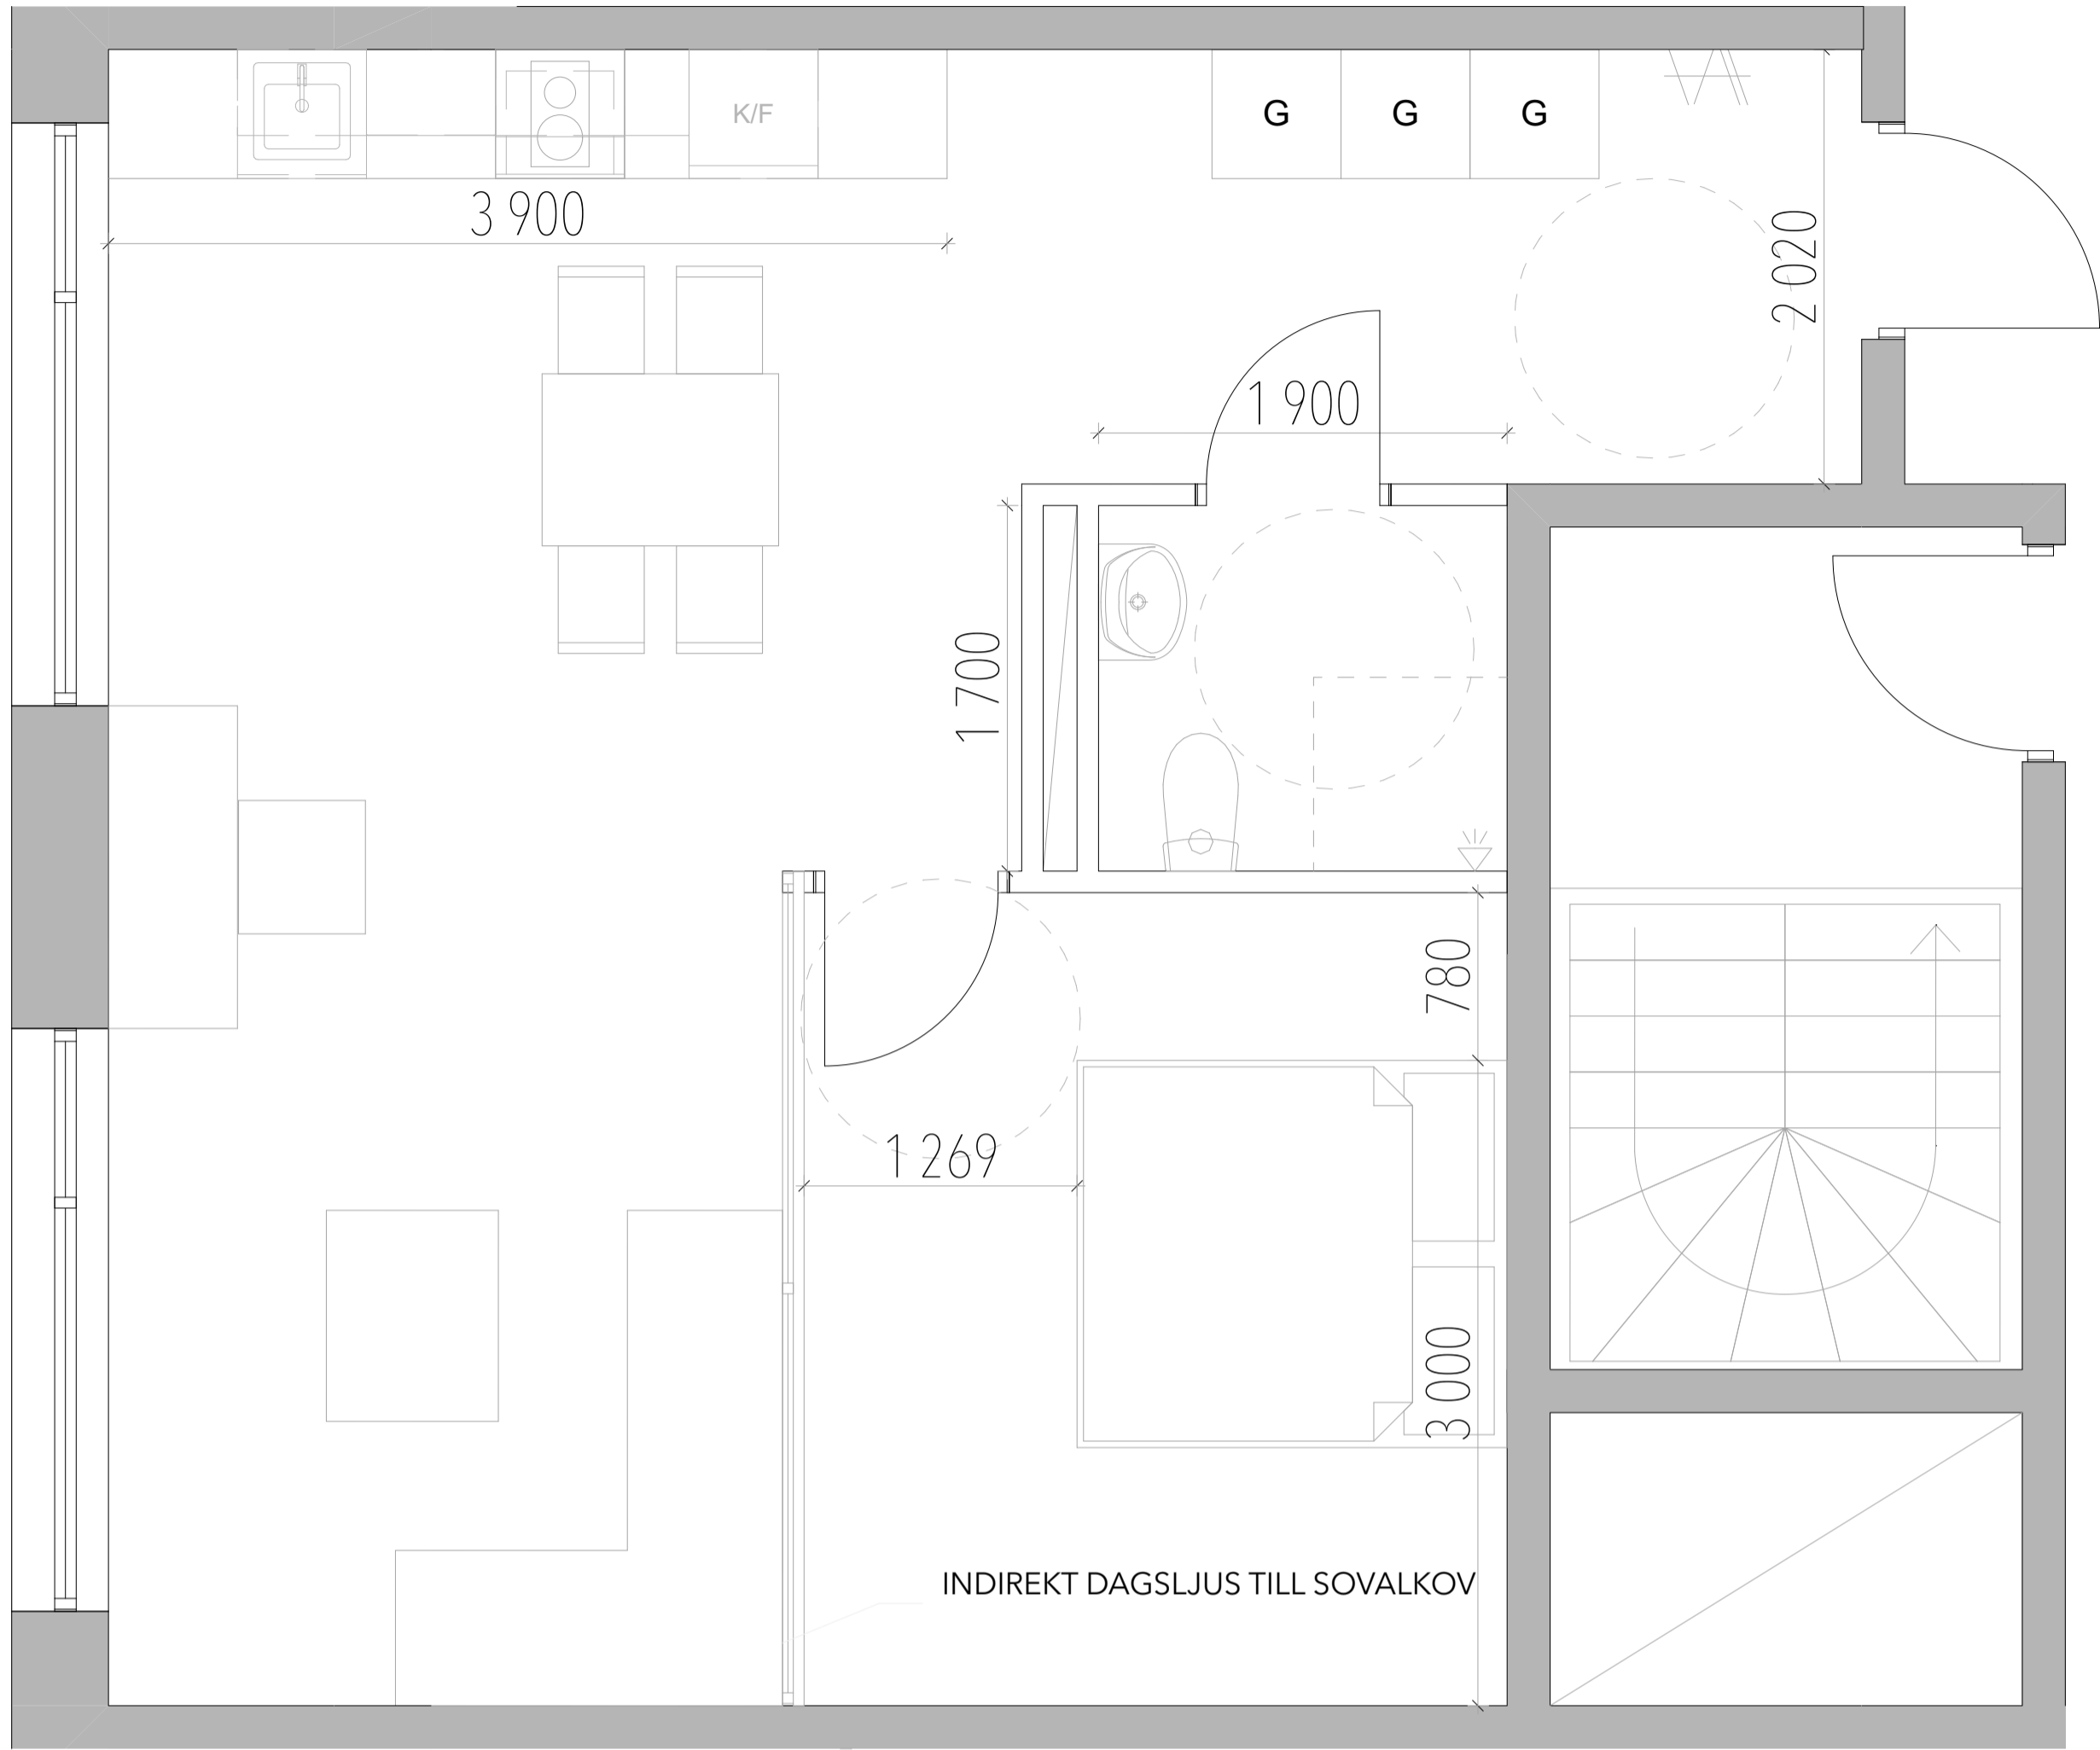 K/F
G
G
G
3 900
2 020
1 900
1 700
780
1 269
3 000
INDIREKT DAGSLJUS TILL SOVALKOV